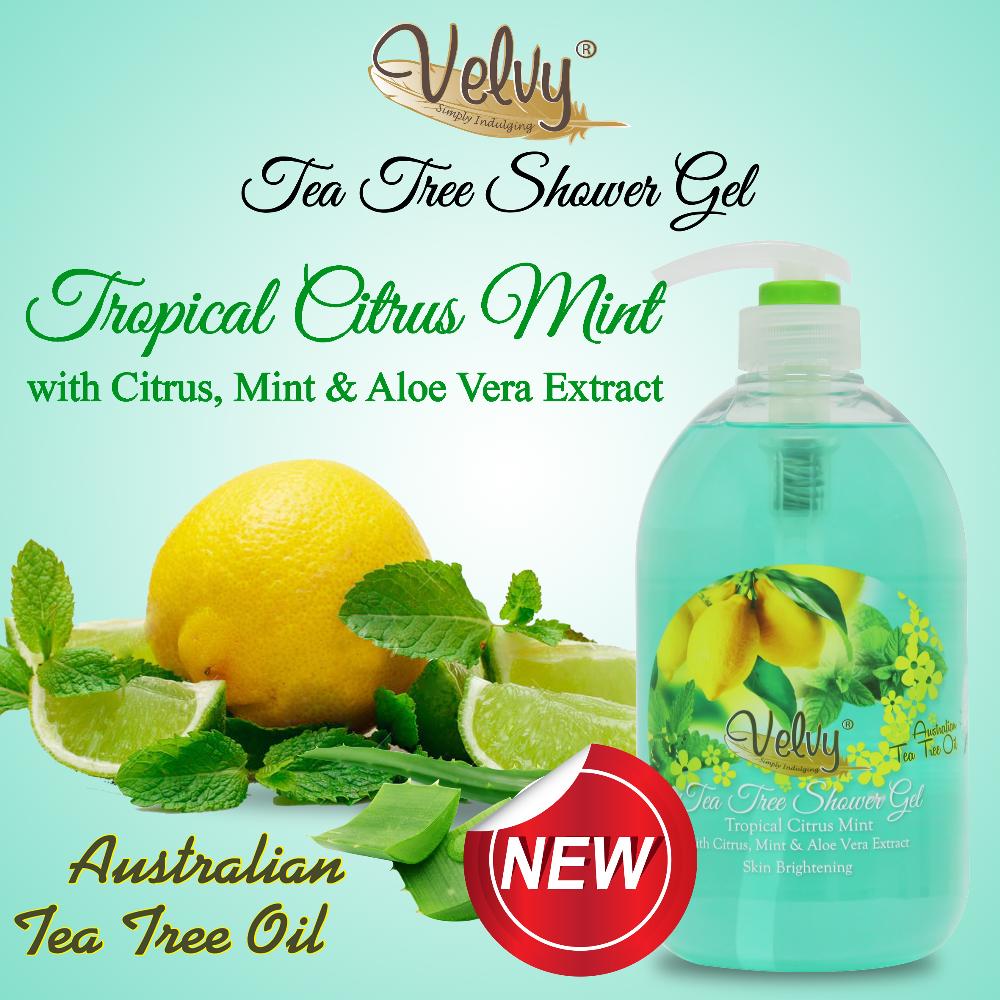 Velvy®
Simply Indulging
Tea Tree Shower Gel
Tropical Citrus Mint
with Citrus, Mint & Aloe Vera Extract
Velvy®
Simply Indulging
Australian
Tea Tree Oil
Tea Tree Shower Gel
Tropical Citrus Mint
Citrus, Mint & Aloe Vera Extract
Skin Brightening
NEW
Australian
Tea Tree Oil